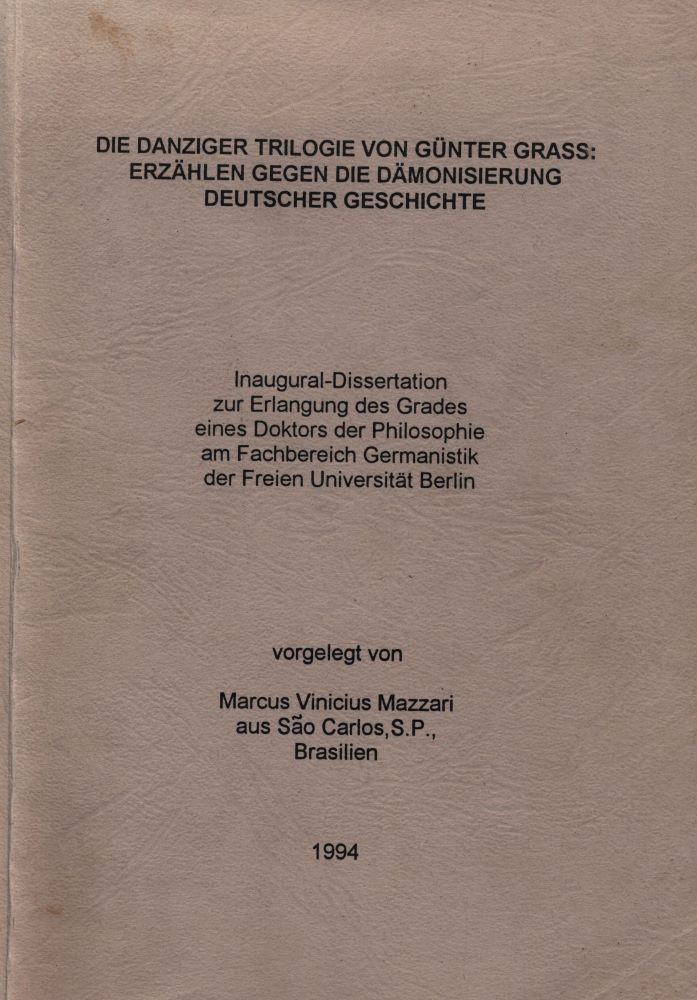 DIE DANZIGER TRILOGIE VON GÜNTER GRASS:
ERZÄHLEN GEGEN DIE DÄMONISIERUNG
DEUTSCHER GESCHICHTE
Inaugural-Dissertation
zur Erlangung des Grades
eines Doktors der Philosophie
am Fachbereich Germanistik
der Freien Universität Berlin
vorgelegt von
Marcus Vinicius Mazzari
aus São Carlos,S.P.,
Brasilien
1994